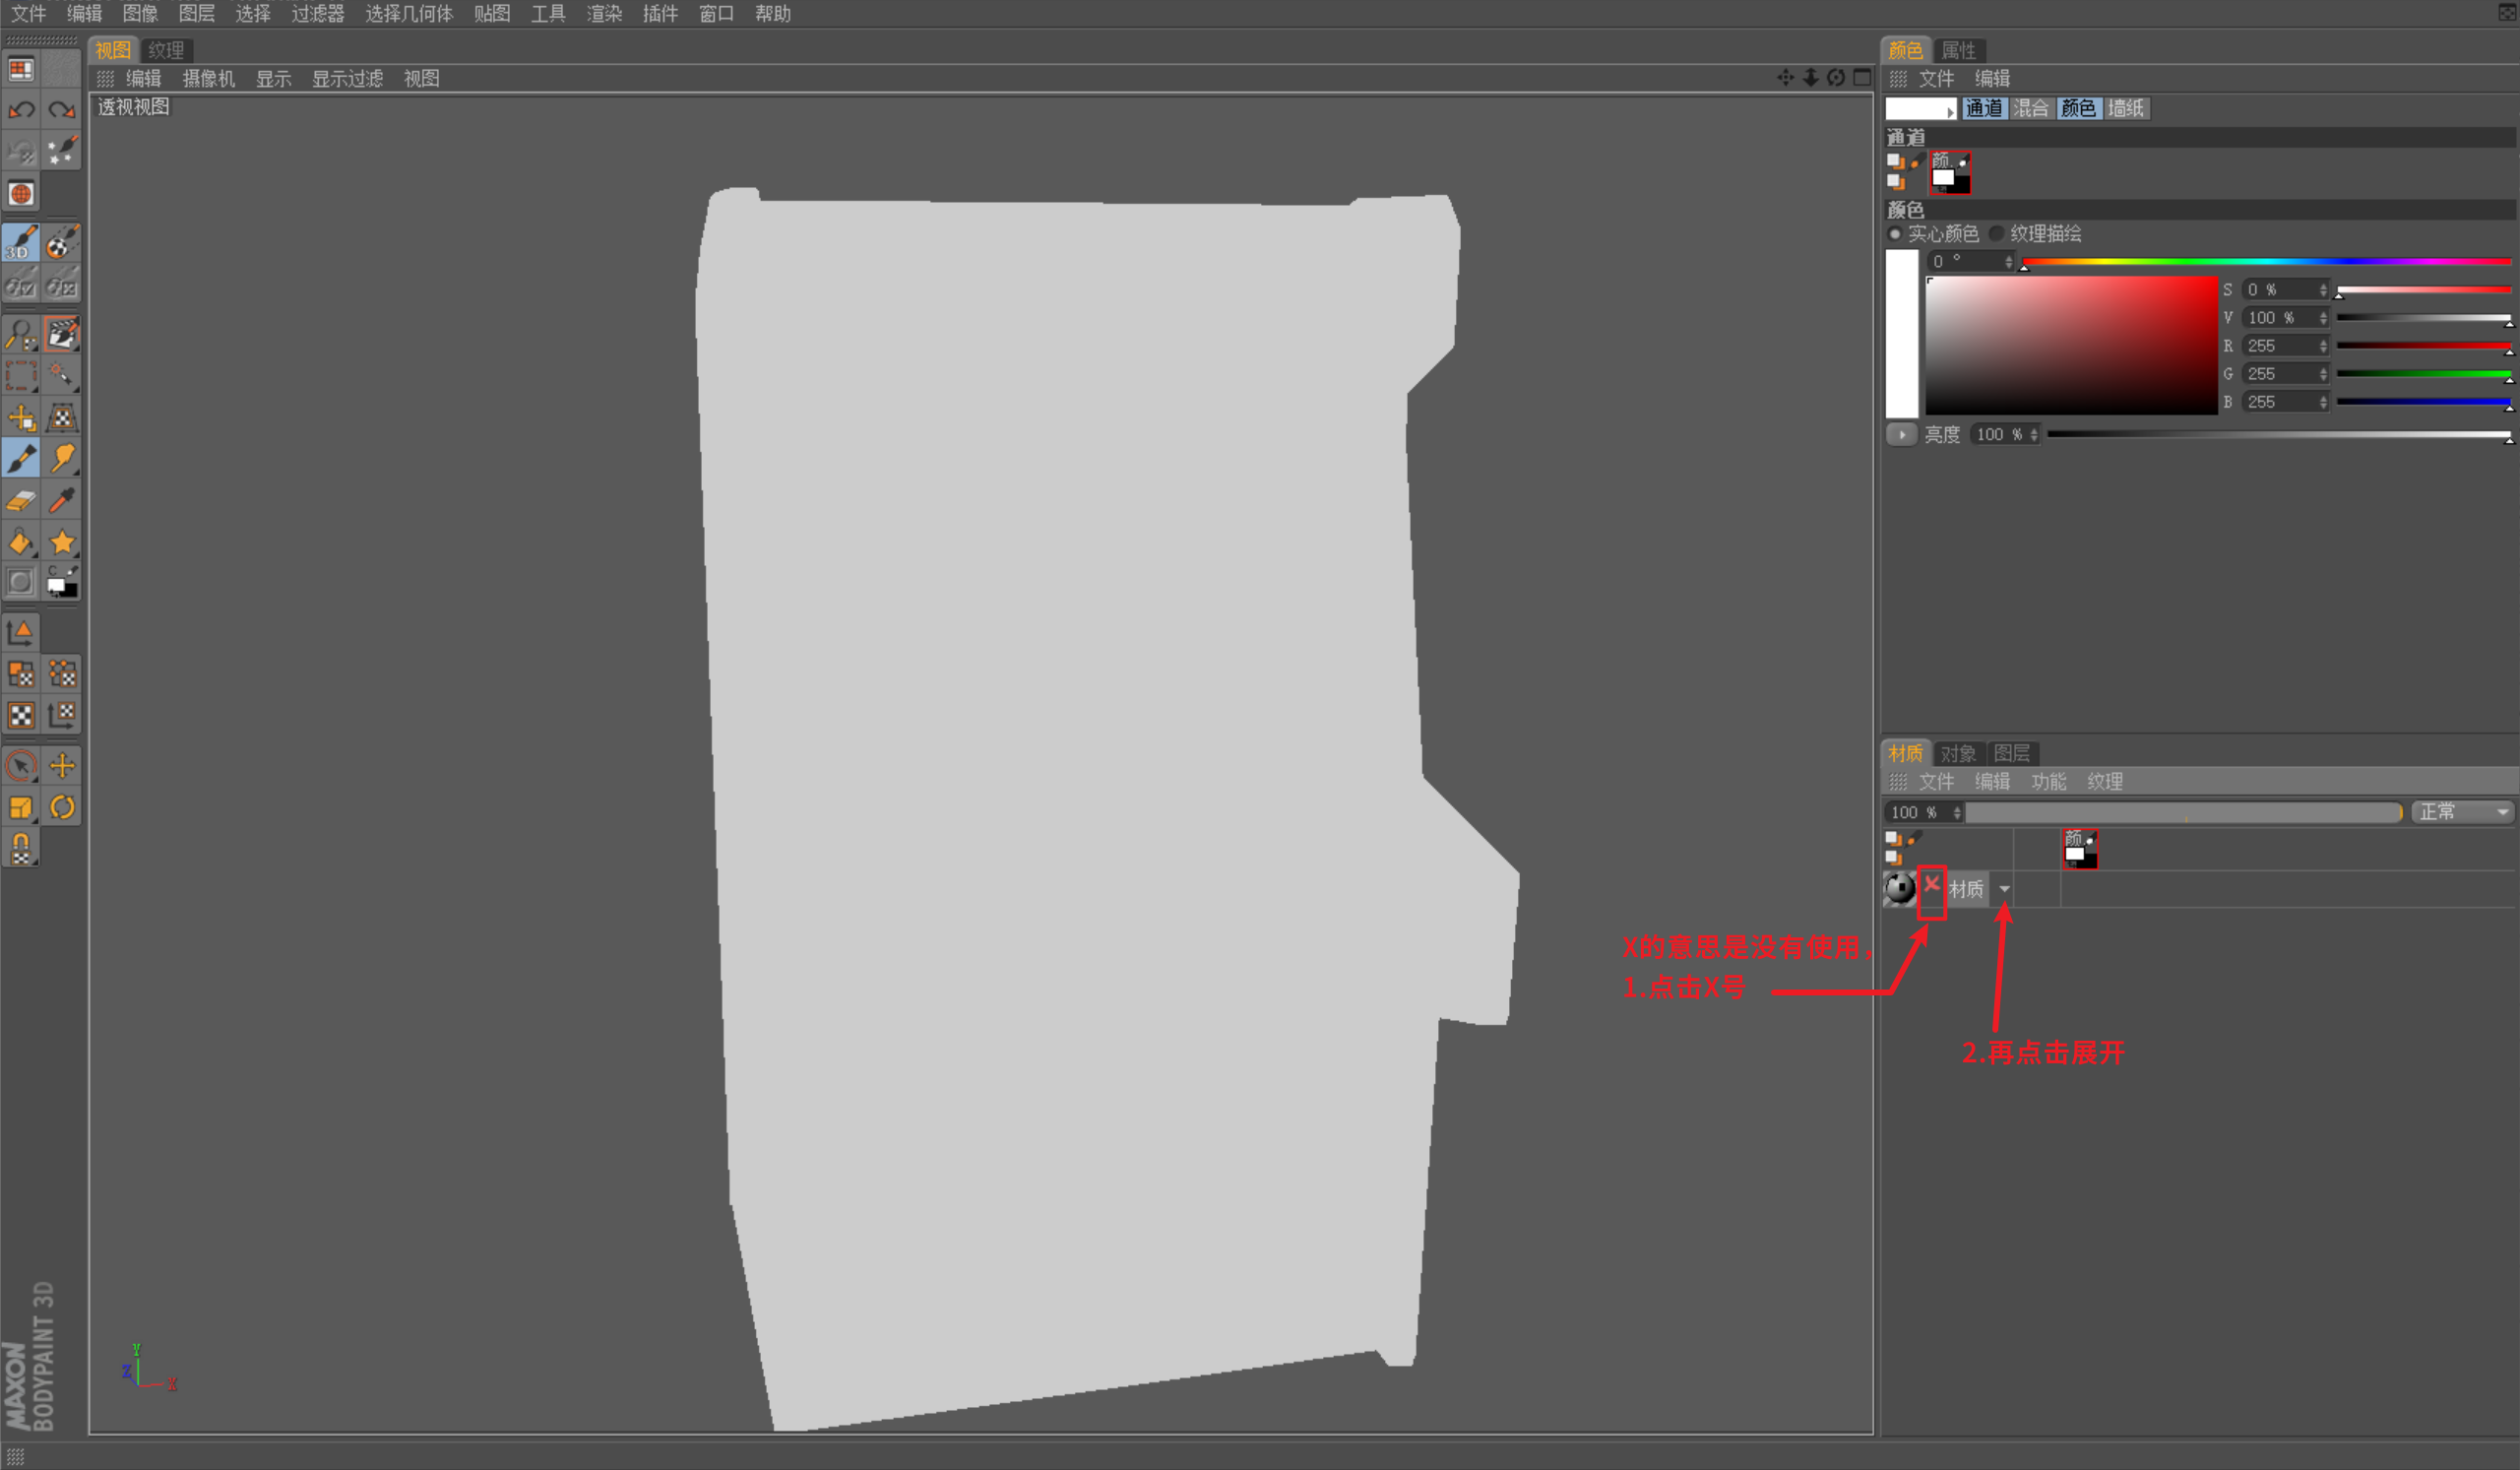 文件 编辑 图像 图层 选择 过滤器 选择几何体 贴图 工具 渲染 插件 窗口 帮助
视图 纹理
编辑 摄像机 显示 显示过滤 视图
透视视图
3D
C
颜色 属性
文件 编辑
通道 混合 颜色 墙纸
通道
颜.
颜色
实心颜色 纹理描绘
0 °
S 0 %
V 100 %
R 255
G 255
B 255
亮度 100 %
材质 对象 图层
文件 编辑 功能 纹理
100 % 正常
颜.
材质
X的意思是没有使用，
1.点击X号
2.再点击展开
Y
Z
X
MAXON
BODYPAINT 3D